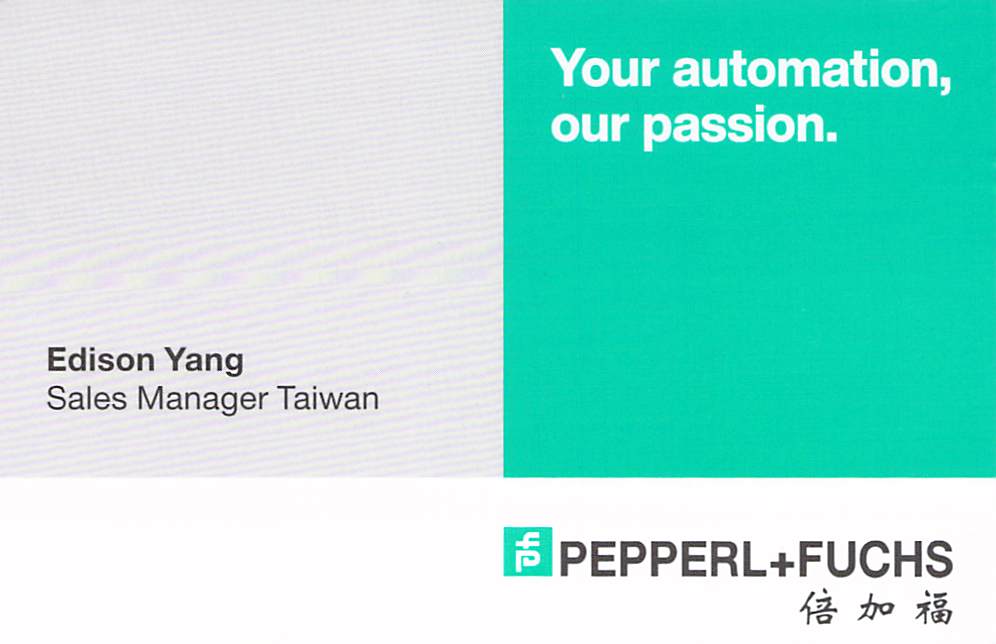 Your automation,
our passion.
Edison Yang
Sales Manager Taiwan
PEPPERL+FUCHS
倍加福